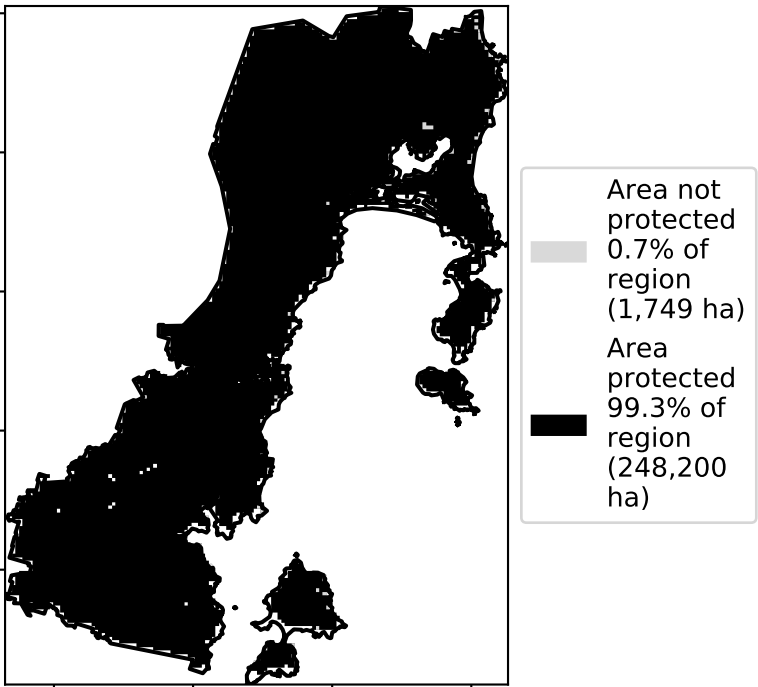 Area not
protected
0.7% of
region
(1,749 ha)
Area
protected
99.3% of
region
(248,200
ha)